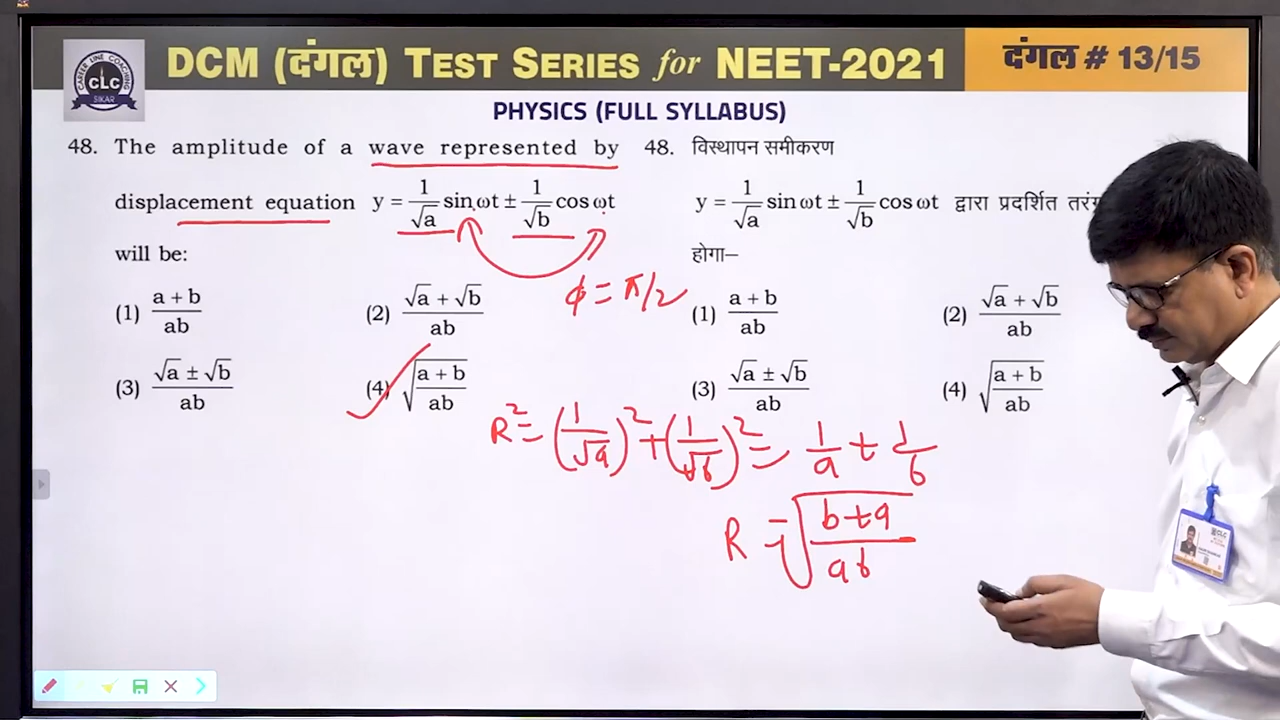 DCM (दंगल) TEST SERIES for NEET-2021
दंगल # 13/15
CAREER LINE COACHING
CLC
SIKAR
PHYSICS (FULL SYLLABUS)
48. The amplitude of a wave represented by
displacement equation y = 1/√a sin ωt ± 1/√b cos ωt
will be:
(1) a + b / ab
(2) √a + √b / ab
(3) √a ± √b / ab
(4) √(a + b / ab)
48. विस्थापन समीकरण
y = 1/√a sin ωt ± 1/√b cos ωt द्वारा प्रदर्शित तरंग
होगा–
(1) a + b / ab
(2) √a + √b / ab
(3) √a ± √b / ab
(4) √(a + b / ab)
ϕ = π/2
R² = (1/√a)² + (1/√b)² = 1/a + 1/b
R = √(b+a / ab)
CLC